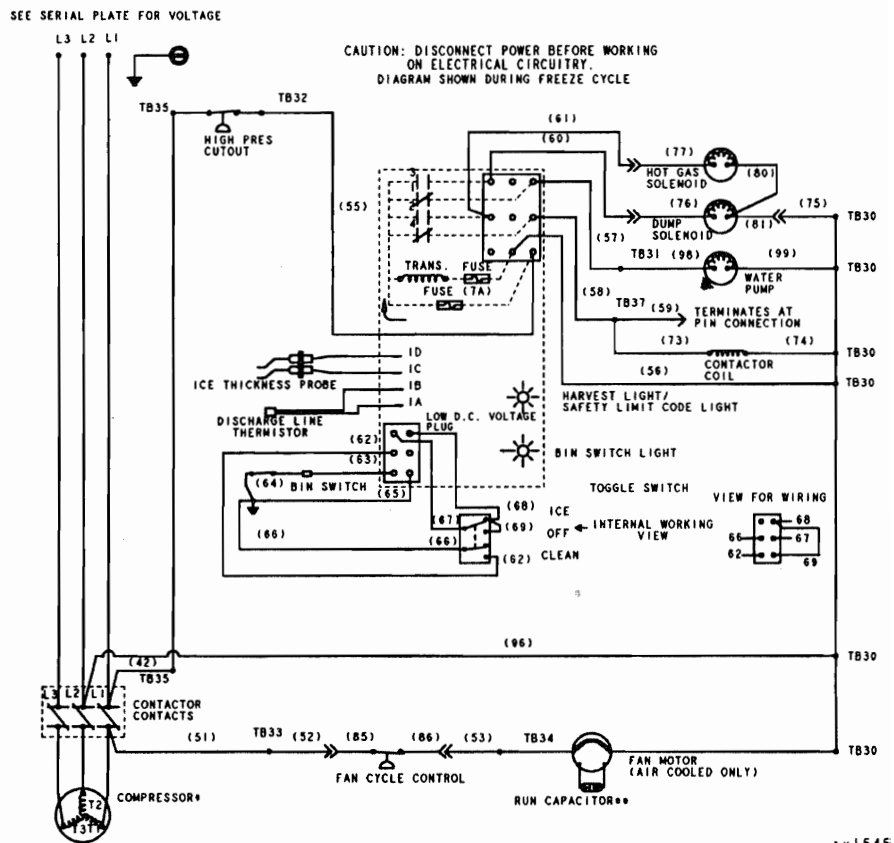 SEE SERIAL PLATE FOR VOLTAGE
L3 L2 L1
CAUTION: DISCONNECT POWER BEFORE WORKING
ON ELECTRICAL CIRCUITRY.
DIAGRAM SHOWN DURING FREEZE CYCLE
TB35
TB32
HIGH PRES
CUTOUT
(61)
(60)
(77)
HOT GAS
SOLENOID
(80)
(55)
(76)
DUMP
SOLENOID
(81)
(75)
TB30
(57)
TB31
(98)
(99)
TB30
WATER
PUMP
TRANS.
FUSE
FUSE (7A)
(58)
TB37
(59)
TERMINATES AT
PIN CONNECTION
(73)
(74)
TB30
CONTACTOR
COIL
(56)
TB30
1D
1C
ICE THICKNESS PROBE
1B
1A
DISCHARGE LINE
THERMISTOR
HARVEST LIGHT/
SAFETY LIMIT CODE LIGHT
LOW D.C. VOLTAGE
PLUG
(62)
(63)
BIN SWITCH LIGHT
(64)
BIN SWITCH
(65)
TOGGLE SWITCH
VIEW FOR WIRING
(68)
ICE
(67)
(69)
OFF
INTERNAL WORKING
VIEW
(66)
(66)
(62)
CLEAN
68
66
67
62
69
(96)
TB30
(42)
TB35
L3 L2 L1
CONTACTOR
CONTACTS
(51)
TB33
(52)
(85)
(86)
(53)
TB34
TB30
FAN CYCLE CONTROL
FAN MOTOR
(AIR COOLED ONLY)
COMPRESSOR*
RUN CAPACITOR**
T2
T3 T1